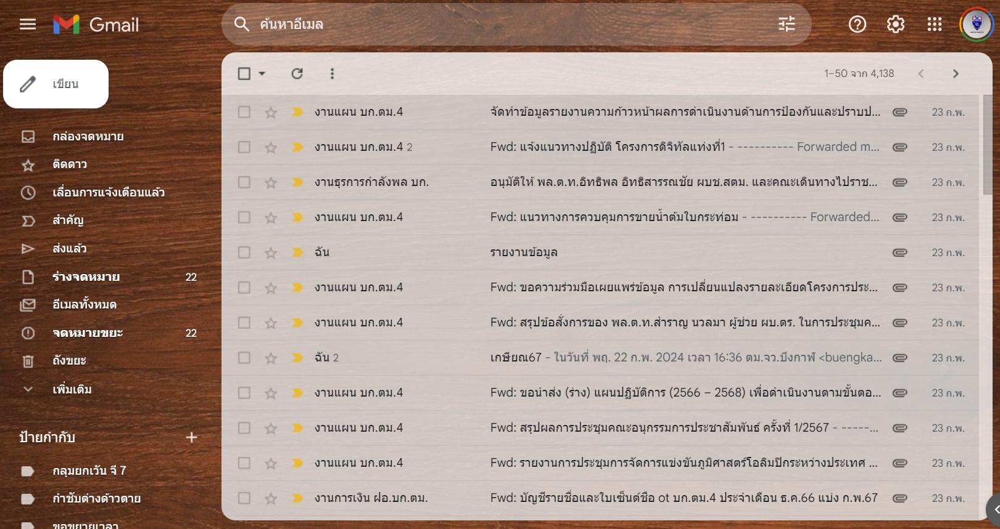 Gmail
ค้นหาอีเมล
เขียน
กล่องจดหมาย
ติดดาว
เลื่อนการแจ้งเตือนแล้ว
สำคัญ
ส่งแล้ว
ร่างจดหมาย 22
อีเมลทั้งหมด
จดหมายขยะ 22
ถังขยะ
เพิ่มเติม
ป้ายกำกับ
กลุมยกเว้น จี 7
กำชับต่างด้าวตาย
ขอขยายเวลา
1–50 จาก 4,138
งานแผน บก.ตม.4 จัดทำข้อมูลรายงานความก้าวหน้าผลการดำเนินงานด้านการป้องกันและปราบป... 23 ก.พ.
งานแผน บก.ตม.4 2 Fwd: แจ้งแนวทางปฏิบัติ โครงการดิจิทัลแท่งที่1 - ---------- Forwarded m... 23 ก.พ.
งานธุรการกำลังพล บก. อนุมัติให้ พล.ต.ท.อิทธิพล อิทธิสารรณชัย ผบช.สตม. และคณะเดินทางไปราช... 23 ก.พ.
งานแผน บก.ตม.4 Fwd: แนวทางการควบคุมการขายน้ำต้มใบกระท่อม - ---------- Forwarded... 23 ก.พ.
ฉัน รายงานข้อมูล 23 ก.พ.
งานแผน บก.ตม.4 Fwd: ขอความร่วมมือเผยแพร่ข้อมูล การเปลี่ยนแปลงรายละเอียดโครงการประ... 23 ก.พ.
งานแผน บก.ตม.4 Fwd: สรุปข้อสั่งการของ พล.ต.ท.สำราญ นวลมา ผู้ช่วย ผบ.ตร. ในการประชุมค... 23 ก.พ.
ฉัน 2 เกษียณ67 - ในวันที่ พฤ. 22 ก.พ. 2024 เวลา 16:36 ตม.จว.บึงกาฬ <buengka... 23 ก.พ.
งานแผน บก.ตม.4 Fwd: ขอนำส่ง (ร่าง) แผนปฏิบัติการ (2566 – 2568) เพื่อดำเนินงานตามขั้นตอ... 23 ก.พ.
งานแผน บก.ตม.4 Fwd: สรุปผลการประชุมคณะอนุกรรมการประชาสัมพันธ์ ครั้งที่ 1/2567 - -----... 23 ก.พ.
งานแผน บก.ตม.4 Fwd: รายงานการประชุมการจัดการแข่งขันภูมิศาสตร์โอลิมปิกระหว่างประเทศ ... 23 ก.พ.
งานการเงิน ฝอ.บก.ตม. Fwd: บัญชีรายชื่อและใบเซ็นต์ชือ ot บก.ตม.4 ประจำเดือน ธ.ค.66 แบ่ง ก.พ.67 23 ก.พ.